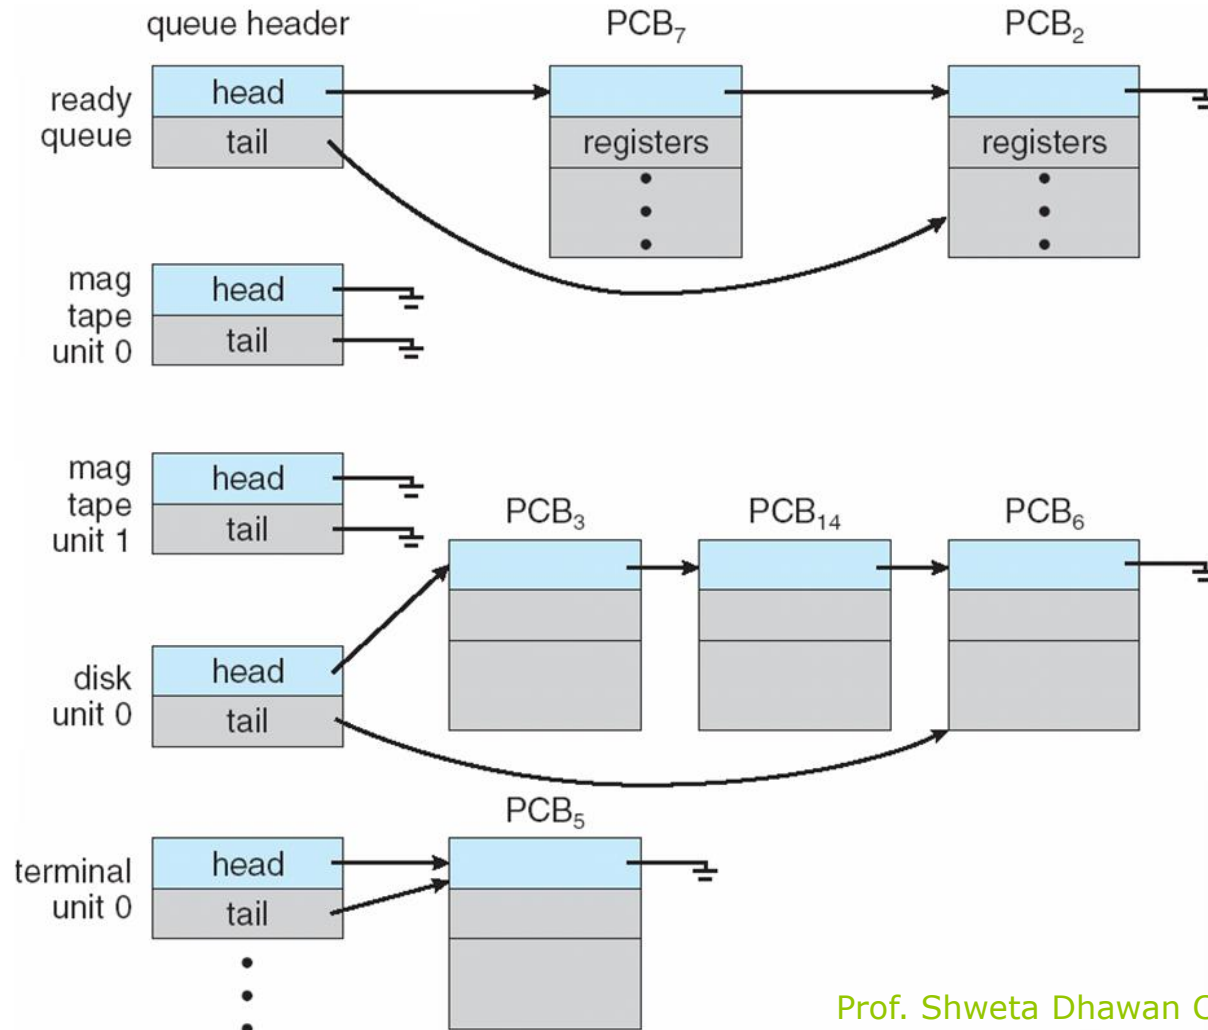 queue header
PCB₇
PCB₂
ready
queue
head
tail
registers
registers
mag
tape
unit 0
head
tail
mag
tape
unit 1
head
tail
PCB₃
PCB₁₄
PCB₆
disk
unit 0
head
tail
PCB₅
terminal
unit 0
head
tail
Prof. Shweta Dhawan C